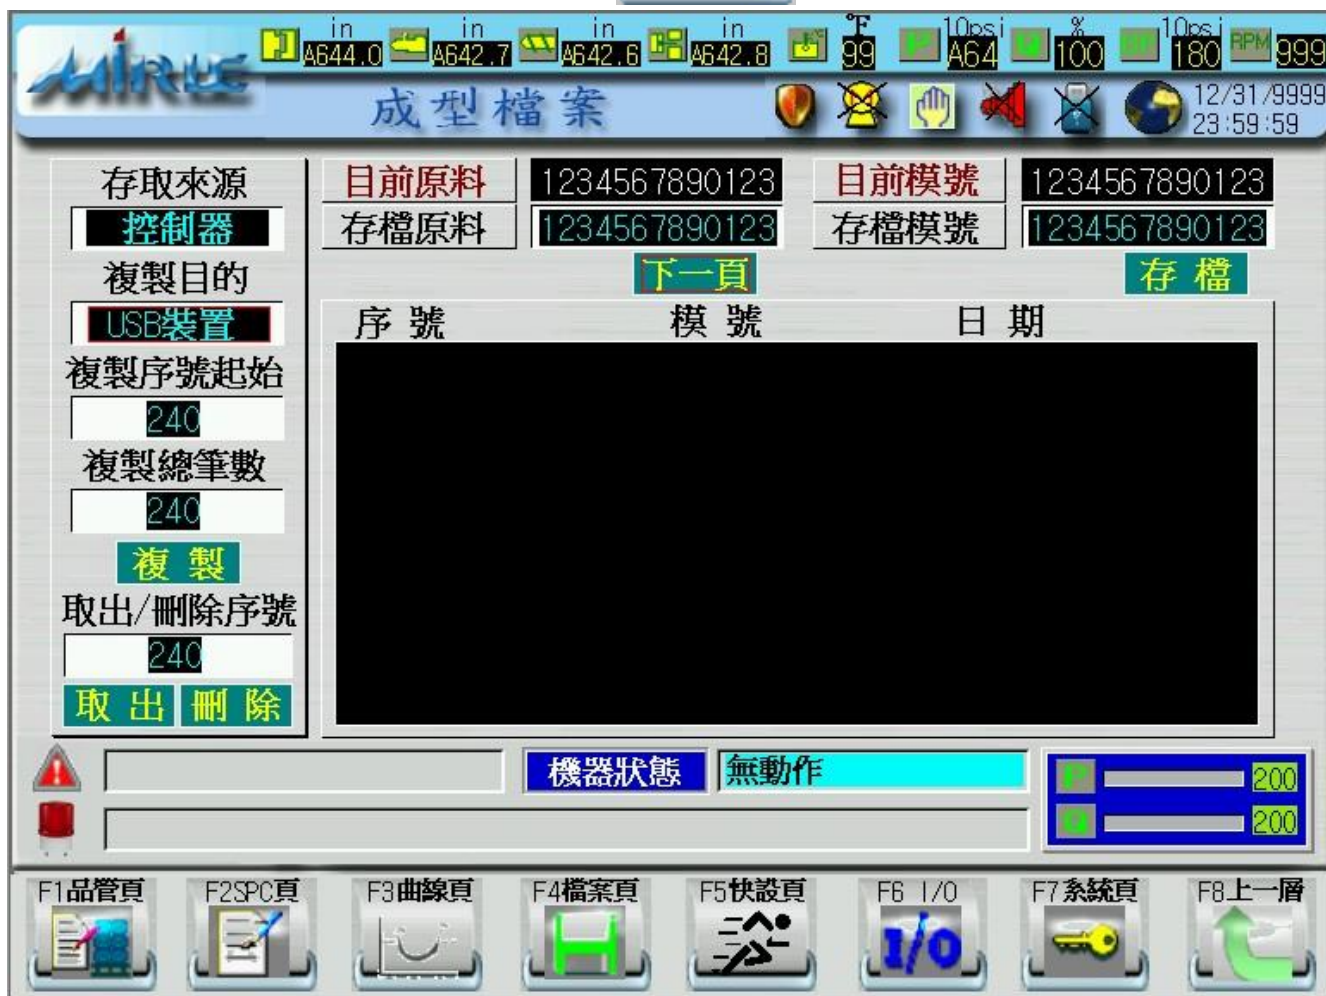 in in in in °F 10psi % 10psi
MIRLE A644.0 A642.7 A642.6 A642.8 99 P A64 100 180 RPM 999
成型檔案 12/31/9999
23:59:59
存取來源 目前原料 1234567890123 目前模號 1234567890123
控制器 存檔原料 1234567890123 存檔模號 1234567890123
複製目的 下一頁 存檔
USB裝置 序號 模號 日期
複製序號起始
240
複製總筆數
240
複製
取出/刪除序號
240
取出 刪除
機器狀態 無動作 P 200
200
F1品管頁 F2SPC頁 F3曲線頁 F4檔案頁 F5快設頁 F6 I/O F7系統頁 F8上一層
I/O